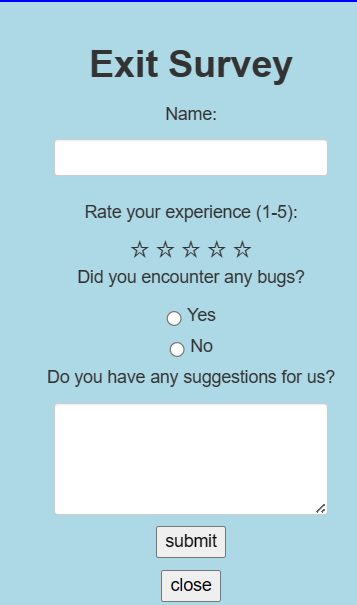 Exit Survey
Name:
Rate your experience (1-5):
☆ ☆ ☆ ☆ ☆
Did you encounter any bugs?
Yes
No
Do you have any suggestions for us?
submit
close